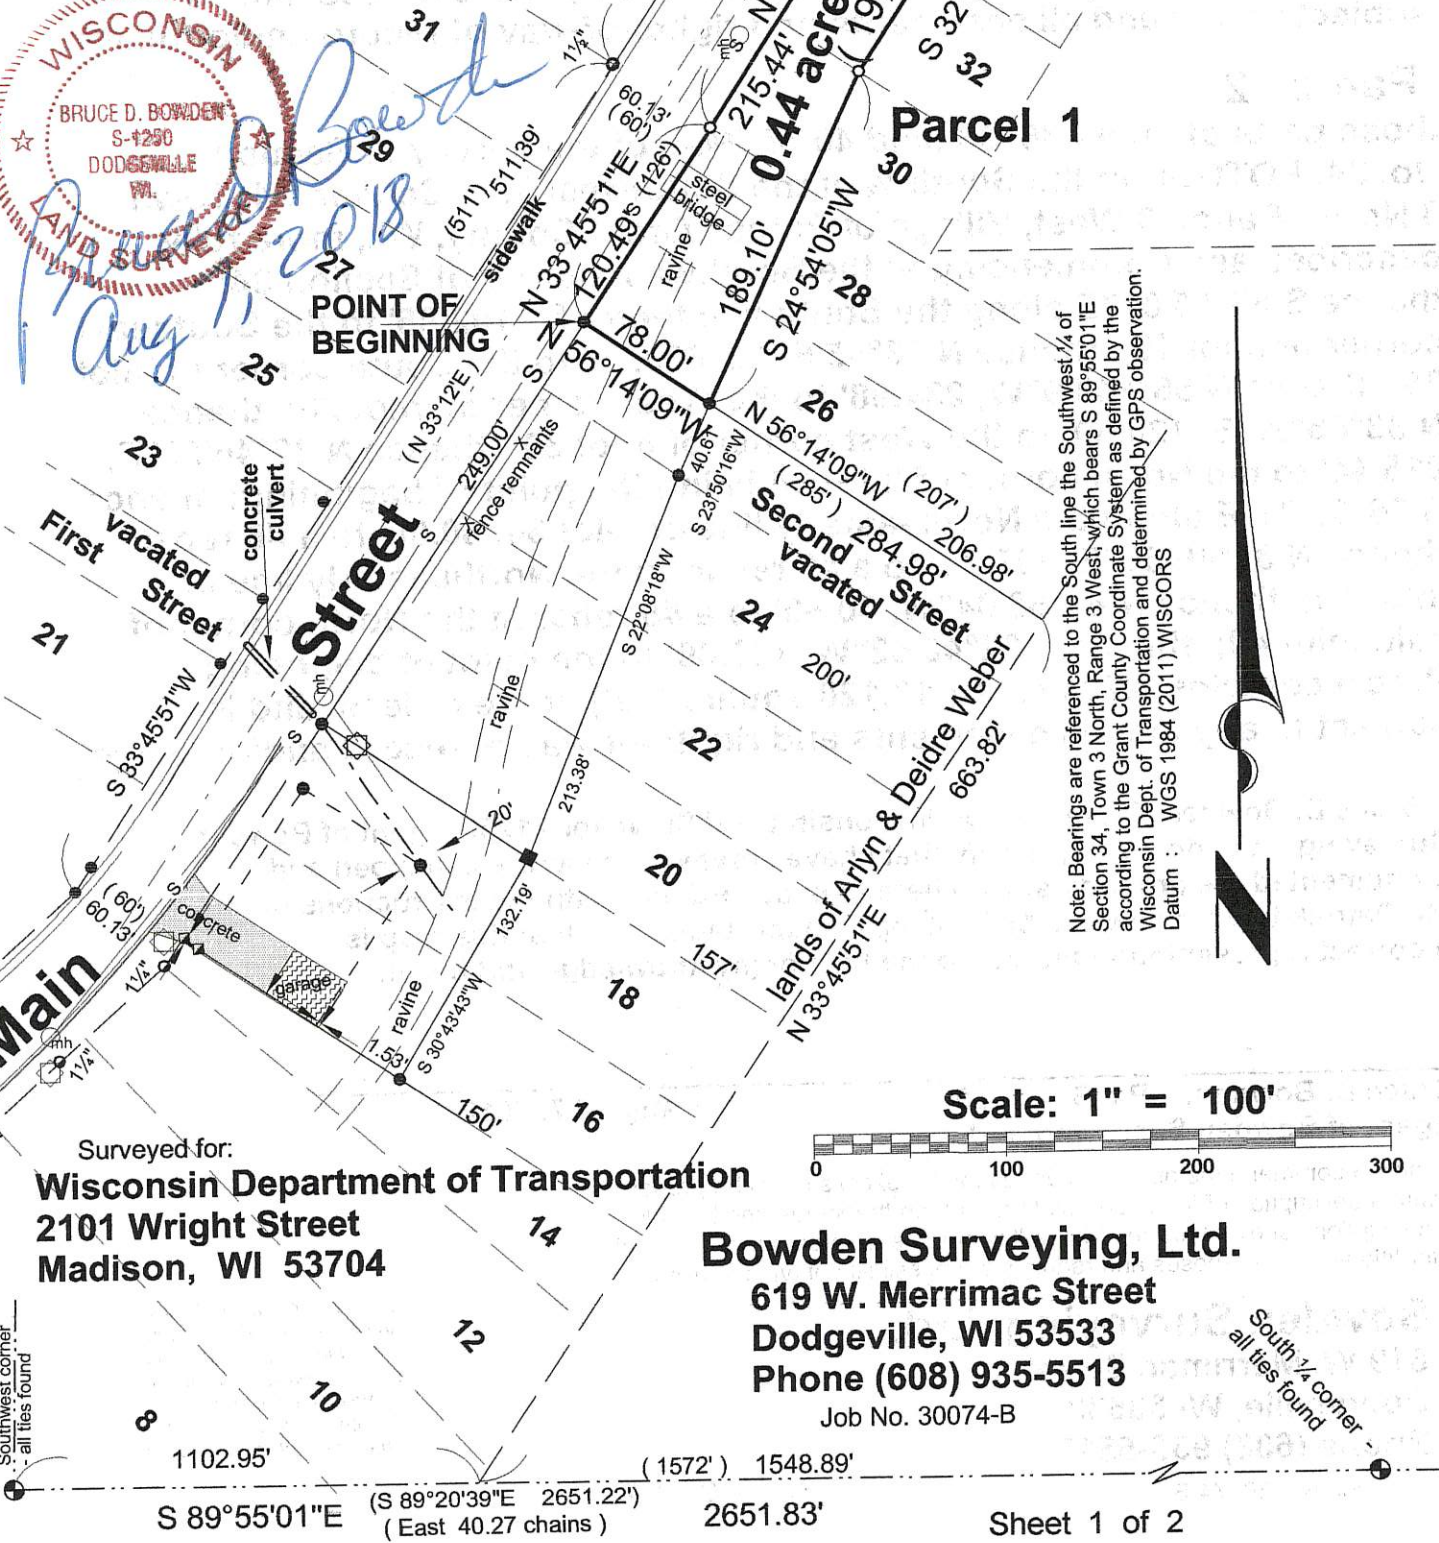 WISCONSIN
BRUCE D. BOWDEN
S-1250
DODGEVILLE
WI.
LAND SURVEYOR
Bruce D Bowden
Aug 7, 2018
31
29
27
25
23
21
1½"
60.13'
(60')
(511') 511.39'
sidewalk
N 33°45'51"E
120.49's (126')
215.44'
mh
S
N
0.44 acre
(19
S 32
32
Parcel 1
30
steel
bridge
ravine
189.10'
S 24°54'05"W
28
POINT OF
BEGINNING
78.00'
N 56°14'09"W
26
(N 33°12'E)
249.00'
fence remnants
S
40.61'
S 23°50'16"W
N 56°14'09"W (207')
(285') 284.98' 206.98'
Second Street
vacated
24
200'
22
20
157'
18
16
150'
14
12
10
8
concrete
culvert
vacated
First Street
Street
mh
S
S 33°45'51"W
ravine
S 22°08'18"W
213.38'
20'
132.19'
S 30°43'43"W
1.53'
ravine
garage
concrete
S
(60')
60.13'
1¼"
Main
mh
1¼"
lands of Arlyn & Deidre Weber
N 33°45'51"E 663.82'
Note: Bearings are referenced to the South line the Southwest ¼ of
Section 34, Town 3 North, Range 3 West, which bears S 89°55'01"E
according to the Grant County Coordinate System as defined by the
Wisconsin Dept. of Transportation and determined by GPS observation.
Datum : WGS 1984 (2011) WISCORS
N
Scale: 1" = 100'
0 100 200 300
Surveyed for:
Wisconsin Department of Transportation
2101 Wright Street
Madison, WI 53704
Bowden Surveying, Ltd.
619 W. Merrimac Street
Dodgeville, WI 53533
Phone (608) 935-5513
Job No. 30074-B
Southwest corner
- all ties found
South ¼ corner -
all ties found
1102.95'
(1572') 1548.89'
S 89°55'01"E
(S 89°20'39"E 2651.22')
(East 40.27 chains)
2651.83'
Sheet 1 of 2